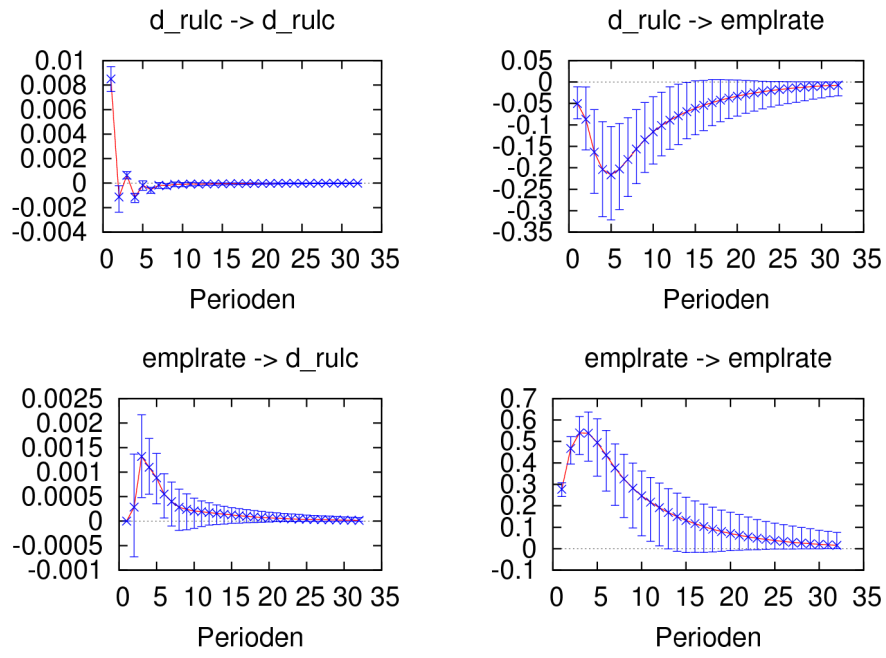 d_rulc -> d_rulc
0.01
0.008
0.006
0.004
0.002
0
-0.002
-0.004
0 5 10 15 20 25 30 35
Perioden
d_rulc -> emplrate
0
-0.05
-0.1
-0.15
-0.2
-0.25
-0.3
-0.35
0 5 10 15 20 25 30 35
Perioden
emplrate -> d_rulc
0.0025
0.002
0.0015
0.001
0.0005
0
-0.0005
-0.001
0 5 10 15 20 25 30 35
Perioden
emplrate -> emplrate
0.7
0.6
0.5
0.4
0.3
0.2
0.1
0
-0.1
0 5 10 15 20 25 30 35
Perioden